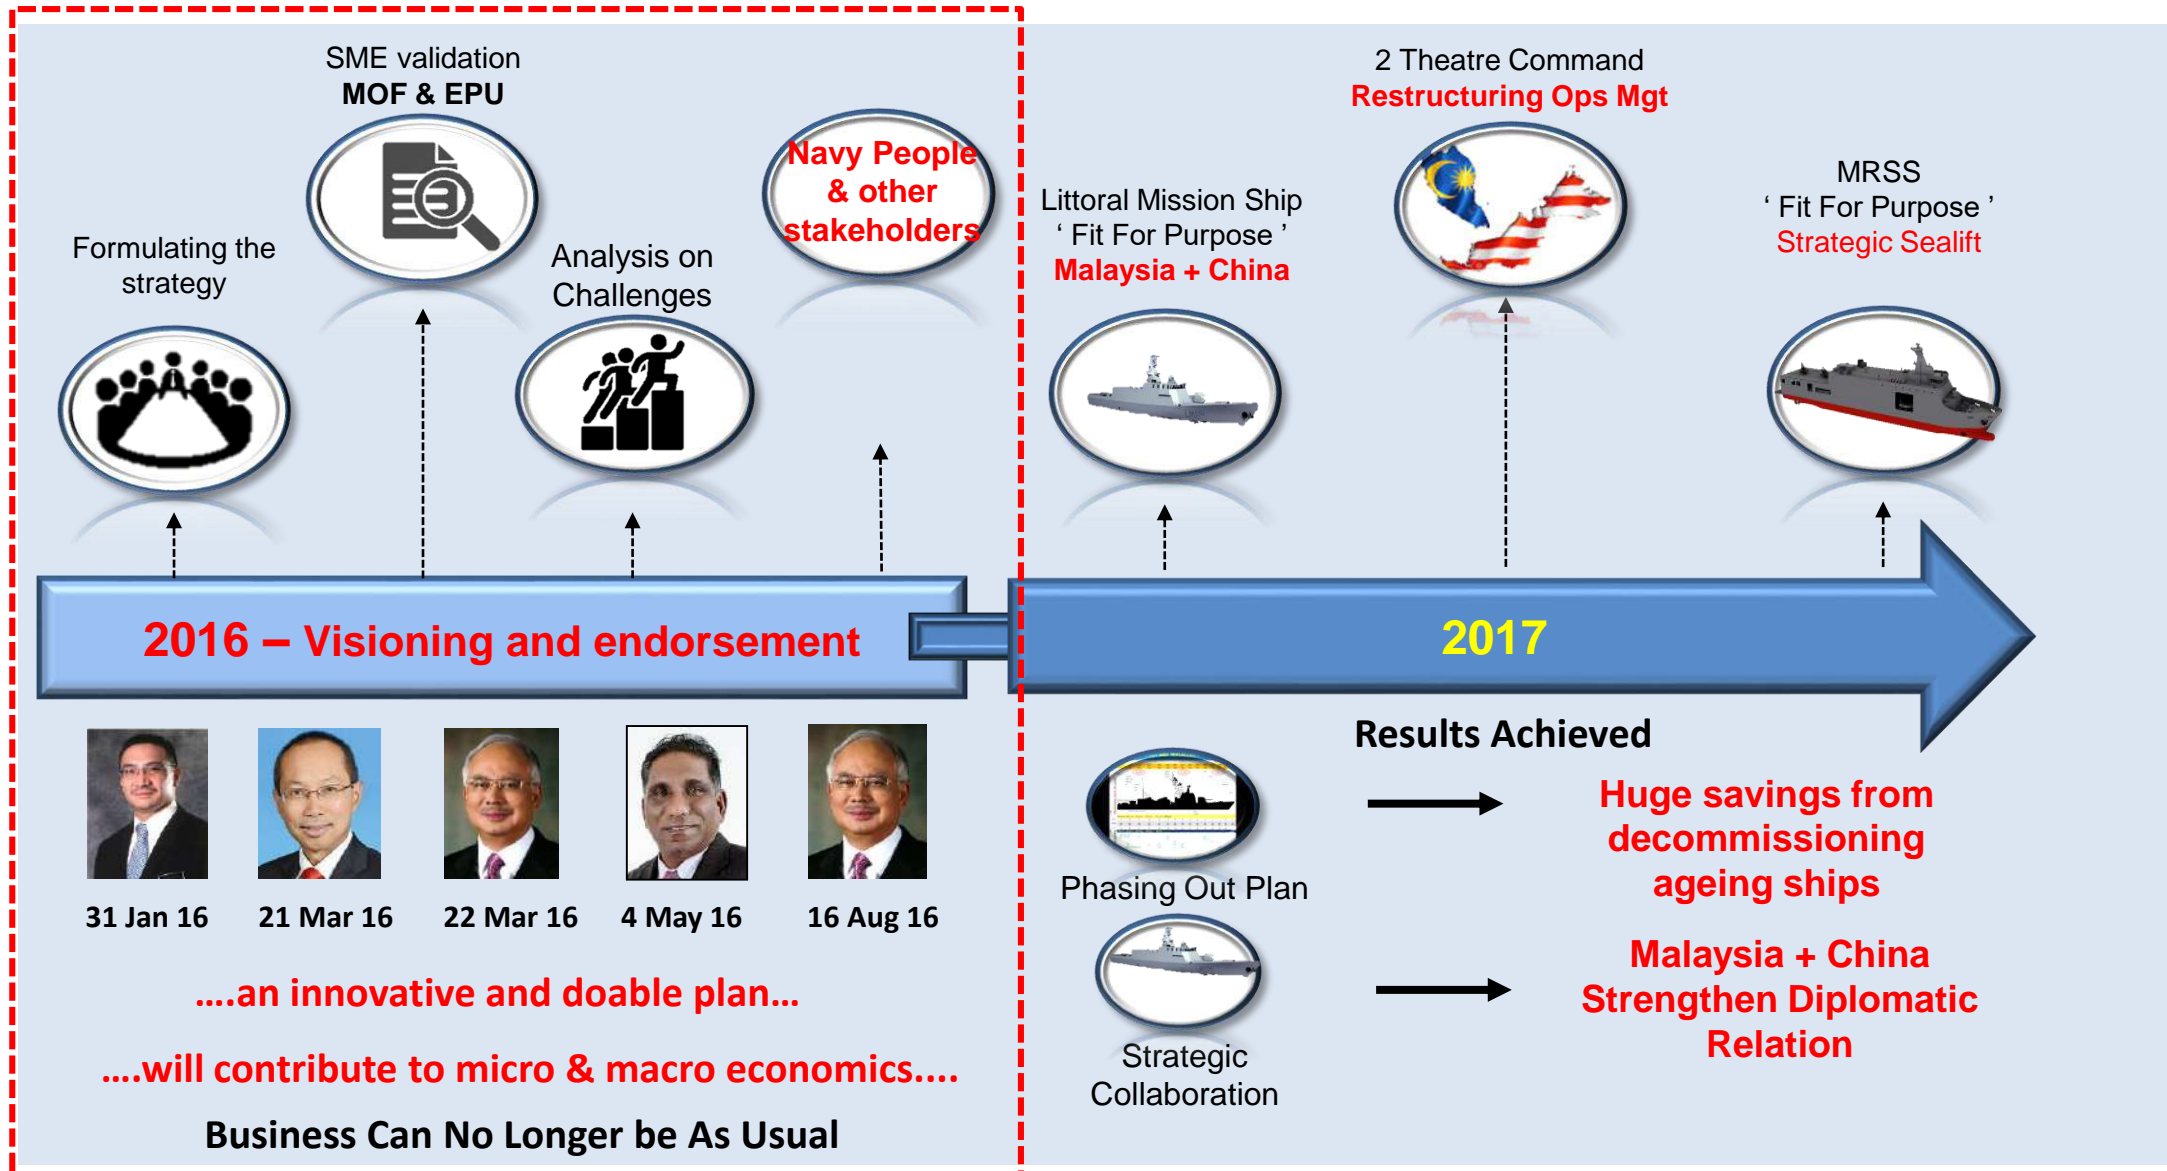 SME validation
MOF & EPU
Formulating the
strategy
Analysis on
Challenges
Navy People
& other
stakeholders
Littoral Mission Ship
‘ Fit For Purpose ’
Malaysia + China
2 Theatre Command
Restructuring Ops Mgt
MRSS
‘ Fit For Purpose ’
Strategic Sealift
2016 – Visioning and endorsement
2017
31 Jan 16
21 Mar 16
22 Mar 16
4 May 16
16 Aug 16
….an innovative and doable plan…
….will contribute to micro & macro economics....
Business Can No Longer be As Usual
Results Achieved
Phasing Out Plan
Huge savings from
decommissioning
ageing ships
Strategic
Collaboration
Malaysia + China
Strengthen Diplomatic
Relation